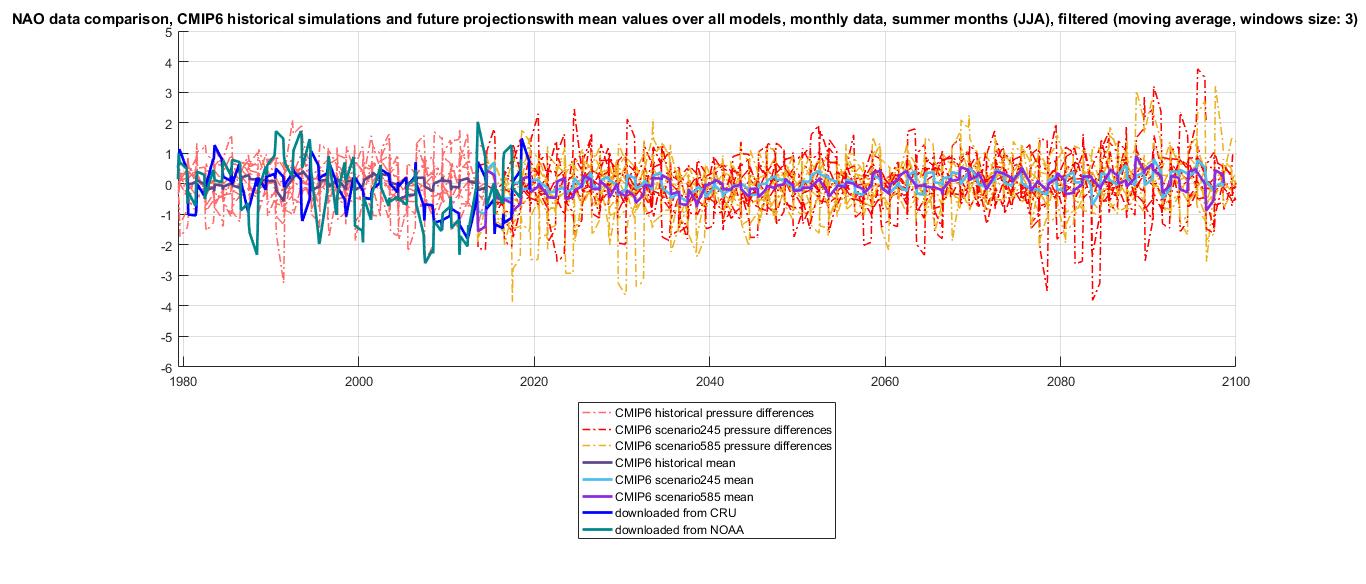 NAO data comparison, CMIP6 historical simulations and future projectionswith mean values over all models, monthly data, summer months (JJA), filtered (moving average, windows size: 3)
5
4
3
2
1
0
-1
-2
-3
-4
-5
-6
1980 2000 2020 2040 2060 2080 2100
CMIP6 historical pressure differences
CMIP6 scenario245 pressure differences
CMIP6 scenario585 pressure differences
CMIP6 historical mean
CMIP6 scenario245 mean
CMIP6 scenario585 mean
downloaded from CRU
downloaded from NOAA